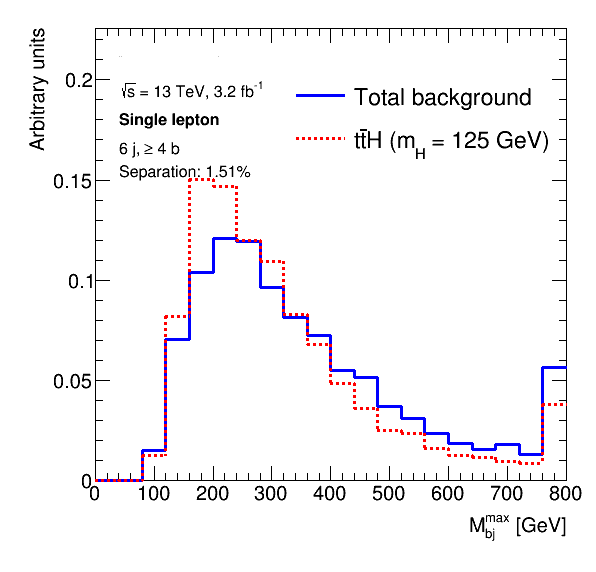 Arbitrary units
0.2
0.15
0.1
0.05
0
√s = 13 TeV, 3.2 fb⁻¹
Single lepton
6 j, ≥ 4 b
Separation: 1.51%
Total background
tt̄H (m_H = 125 GeV)
0 100 200 300 400 500 600 700 800
M_bj^max [GeV]